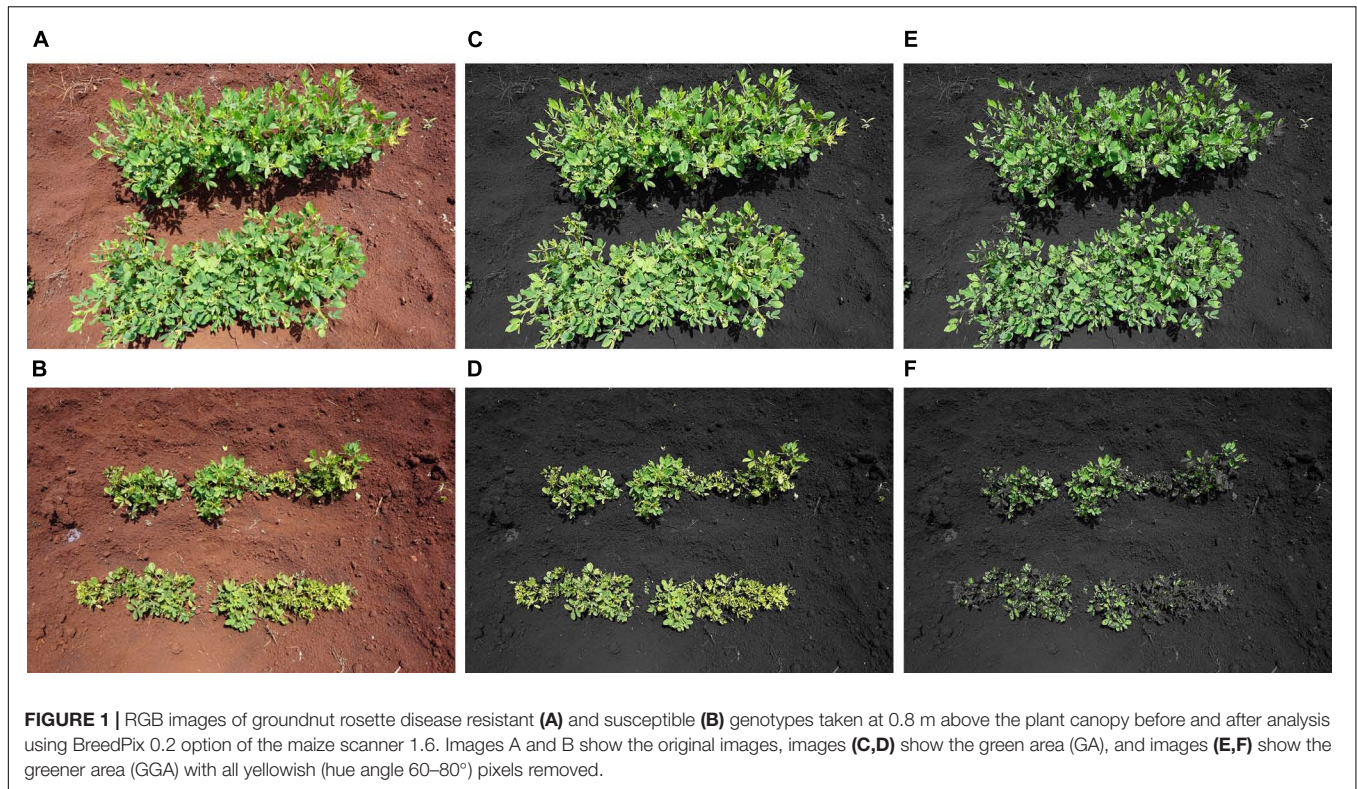 A
C
E
B
D
F
FIGURE 1 | RGB images of groundnut rosette disease resistant (A) and susceptible (B) genotypes taken at 0.8 m above the plant canopy before and after analysis
using BreedPix 0.2 option of the maize scanner 1.6. Images A and B show the original images, images (C,D) show the green area (GA), and images (E,F) show the
greener area (GGA) with all yellowish (hue angle 60–80°) pixels removed.